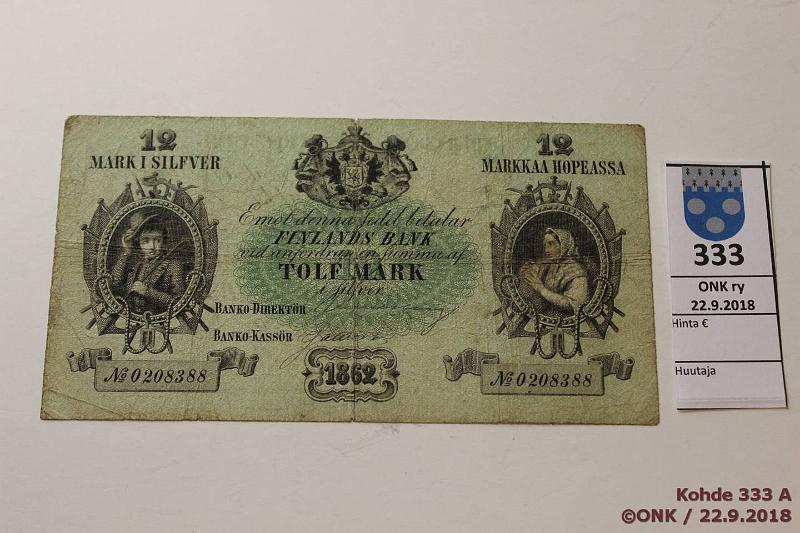 12
MARK I SILFVER
12
MARKKAA HOPEASSA
Emot denna sedel betalar
FINLANDS BANK
vid anfordran en summa af
TOLF MARK
i silver.
BANKO-DIREKTÖR
BANKO-KASSÖR
No 0208388
1862
No 0208388
333
ONK ry
22.9.2018
Hinta €
Huutaja
Kohde 333 A
©ONK / 22.9.2018